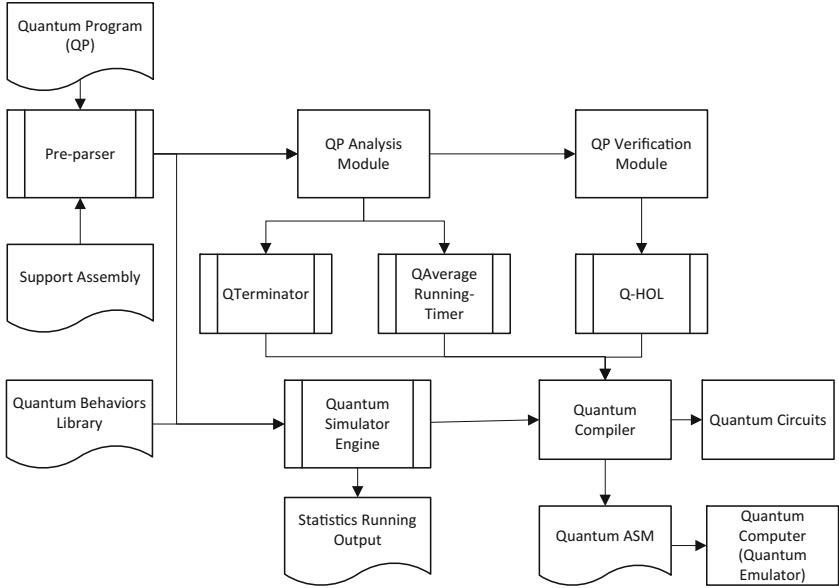 Quantum Program
(QP)
Pre-parser
QP Analysis
Module
QP Verification
Module
Support Assembly
QTerminator
QAverage
Running-
Timer
Q-HOL
Quantum Behaviors
Library
Quantum
Simulator
Engine
Quantum
Compiler
Quantum Circuits
Statistics Running
Output
Quantum ASM
Quantum
Computer
(Quantum
Emulator)